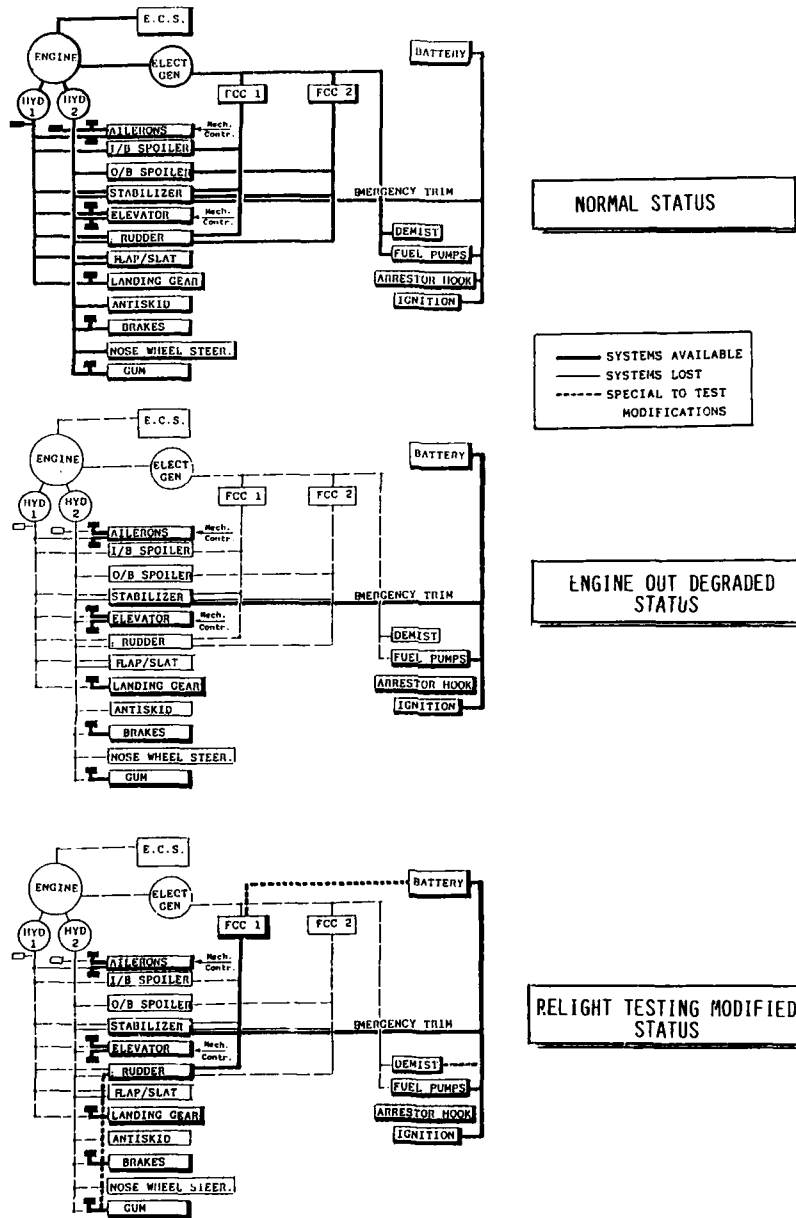 E.C.S.
ENGINE
ELECT
GEN
BATTERY
HYD
1
HYD
2
FCC 1
FCC 2
AILERONS
Mech.
Contr.
I/B SPOILER
O/B SPOILER
STABILIZER
EMERGENCY TRIM
ELEVATOR
Mech.
Contr.
RUDDER
DEMIST
FLAP/SLAT
FUEL PUMPS
LANDING GEAR
ARRESTOR HOOK
ANTISKID
IGNITION
BRAKES
NOSE WHEEL STEER.
GUM
NORMAL STATUS
SYSTEMS AVAILABLE
SYSTEMS LOST
SPECIAL TO TEST
MODIFICATIONS
E.C.S.
ENGINE
ELECT
GEN
BATTERY
HYD
1
HYD
2
FCC 1
FCC 2
AILERONS
Mech.
Contr.
I/B SPOILER
O/B SPOILER
STABILIZER
EMERGENCY TRIM
ELEVATOR
Mech.
Contr.
RUDDER
DEMIST
FLAP/SLAT
FUEL PUMPS
LANDING GEAR
ARRESTOR HOOK
ANTISKID
IGNITION
BRAKES
NOSE WHEEL STEER.
GUM
ENGINE OUT DEGRADED
STATUS
E.C.S.
ENGINE
ELECT
GEN
BATTERY
HYD
1
HYD
2
FCC 1
FCC 2
AILERONS
Mech.
Contr.
I/B SPOILER
O/B SPOILER
STABILIZER
EMERGENCY TRIM
ELEVATOR
Mech.
Contr.
RUDDER
DEMIST
FLAP/SLAT
FUEL PUMPS
LANDING GEAR
ARRESTOR HOOK
ANTISKID
IGNITION
BRAKES
NOSE WHEEL STEER.
GUM
RELIGHT TESTING MODIFIED
STATUS